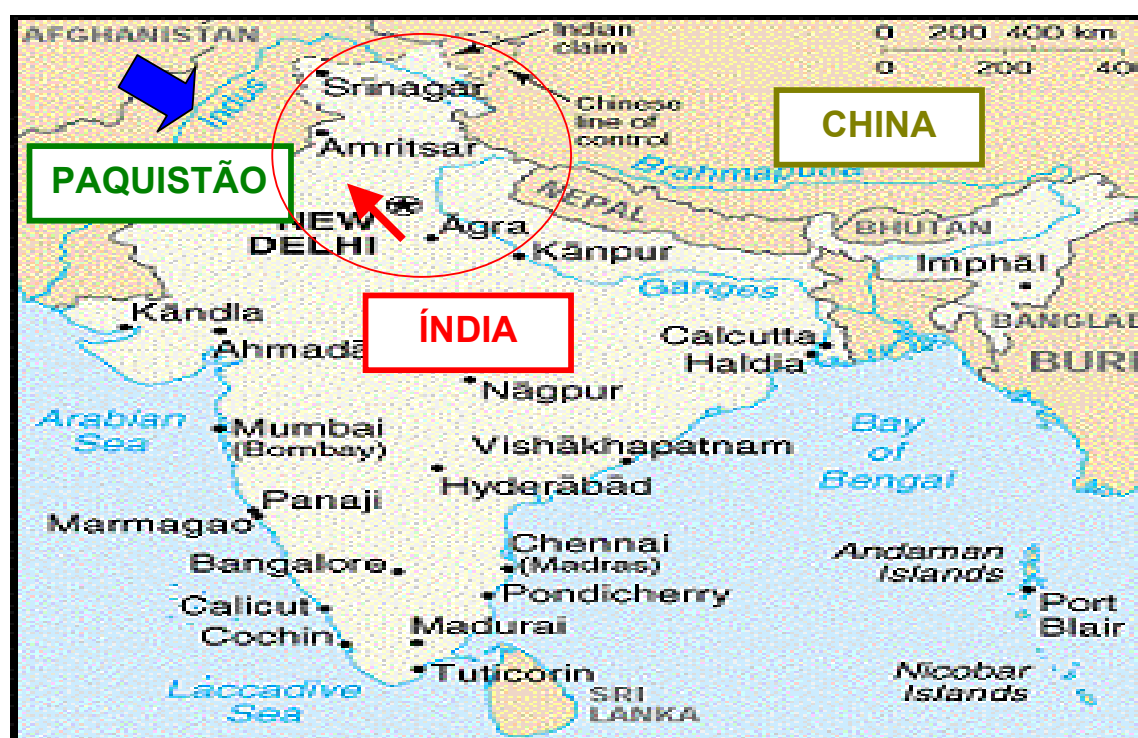 AFGHANISTAN
Indian
claim
0 200 400 km
0 200 40
Indus
Srinagar
Chinese
line of
control
CHINA
Amritsar
PAQUISTÃO
Brahmaputra
NEPAL
NEW
DELHI
Āgra
BHUTAN
Kānpur
Imphāl
Ganges
Kāndla
ÍNDIA
BANGLAD
Calcutta
Ahmadā
Haldia
BUR
Nāgpur
Arabian
Sea
Mumbai
(Bombay)
Vishākhapatnam
Bay
of
Bengal
Hyderābād
Panaji
Marmagao
Chennai
(Madras)
Andaman
Islands
Bangalore
Pondicherry
Calicut
Port
Blair
Cochin
Madurai
Tuticorin
Laccadive
Sea
SRI
LANKA
Nicobar
Islands